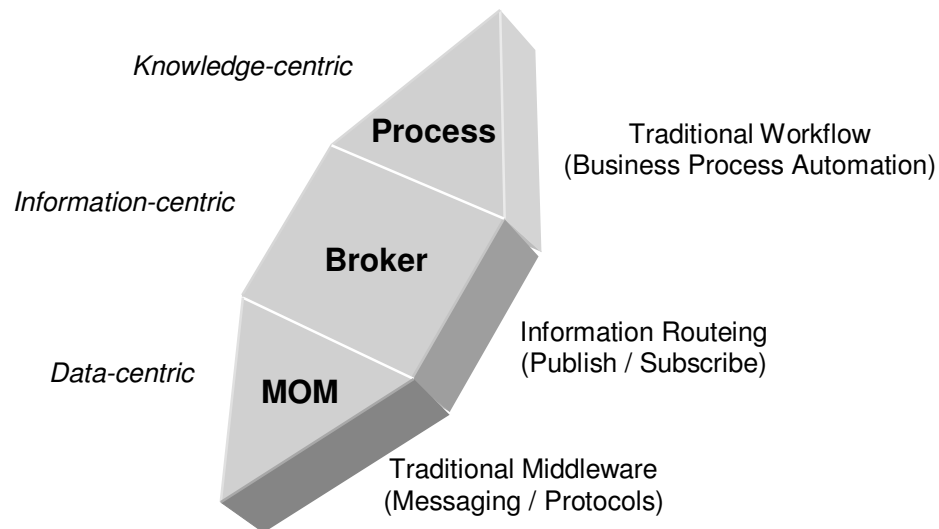 Knowledge-centric
Process
Traditional Workflow
(Business Process Automation)
Information-centric
Broker
Information Routeing
(Publish / Subscribe)
Data-centric
MOM
Traditional Middleware
(Messaging / Protocols)